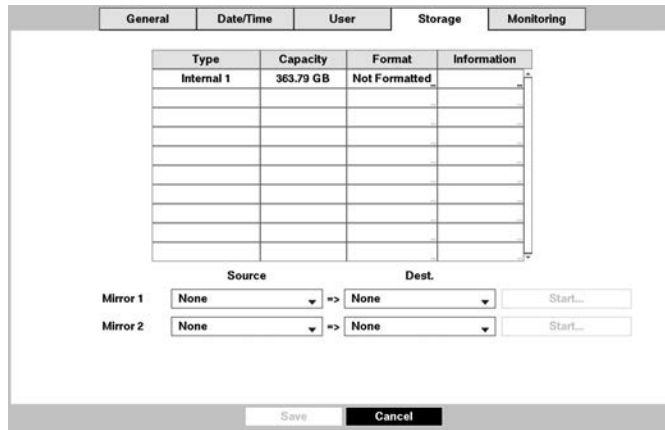 General Date/Time User Storage Monitoring
Type Capacity Format Information
Internal 1 363.79 GB Not Formatted
Source Dest.
Mirror 1 None => None Start...
Mirror 2 None => None Start...
Save Cancel